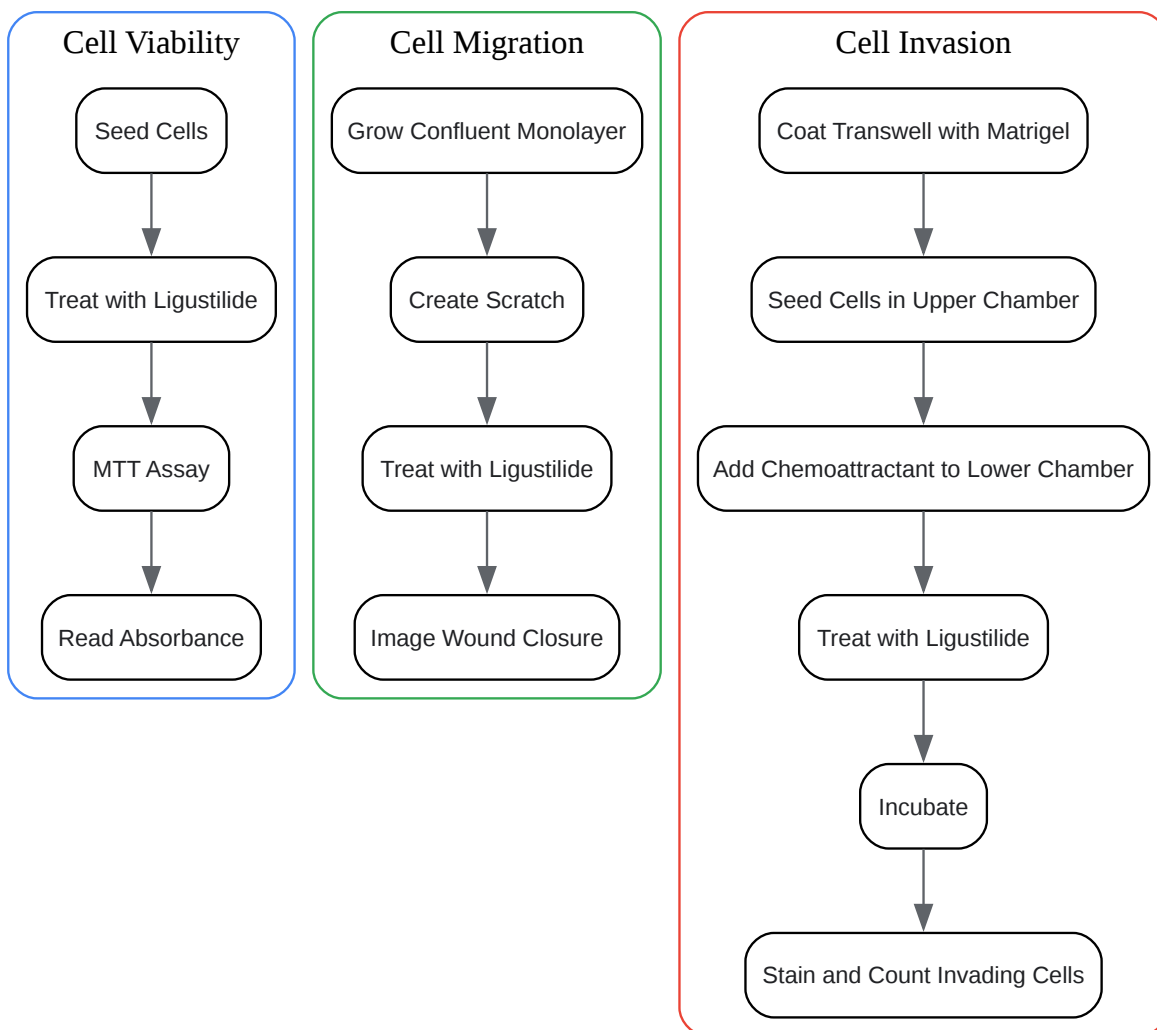 Cell Viability
Seed Cells
Treat with Ligustilide
MTT Assay
Read Absorbance
Cell Migration
Grow Confluent Monolayer
Create Scratch
Treat with Ligustilide
Image Wound Closure
Cell Invasion
Coat Transwell with Matrigel
Seed Cells in Upper Chamber
Add Chemoattractant to Lower Chamber
Treat with Ligustilide
Incubate
Stain and Count Invading Cells